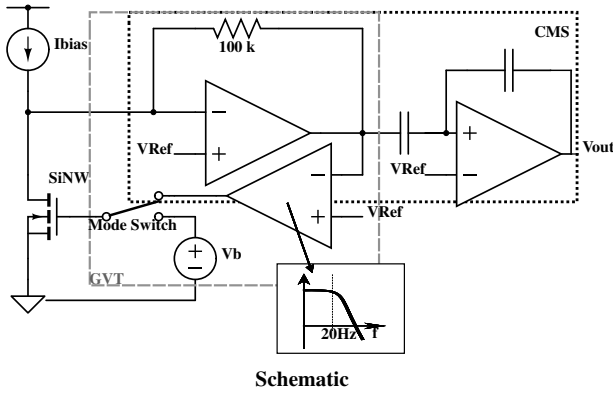 Ibias
100 k
CMS
VRef
VRef
Vout
SiNW
VRef
Mode Switch
Vb
GVT
20Hz
f
Schematic